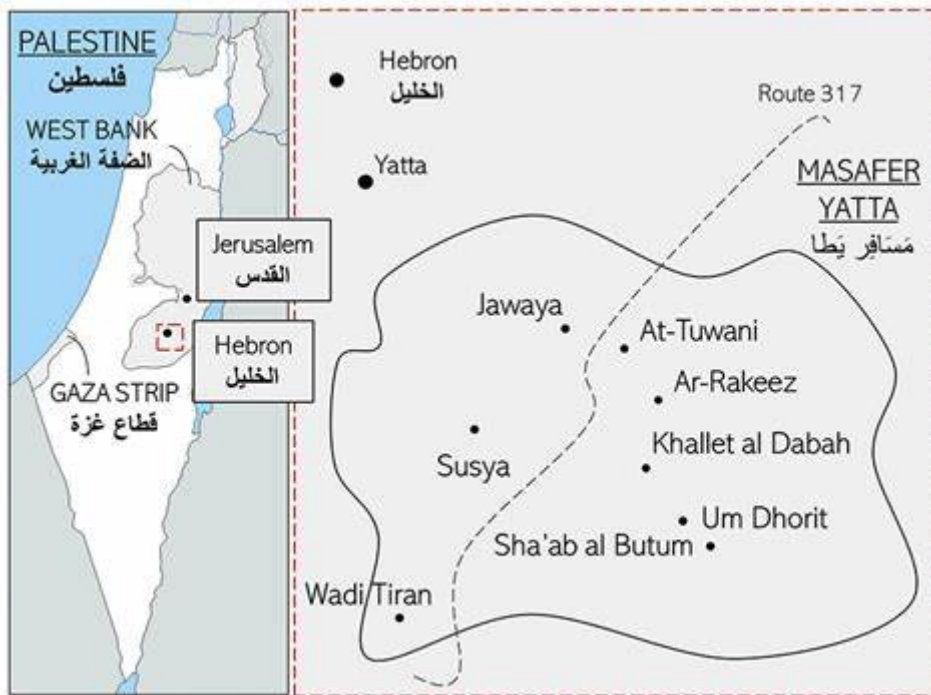 PALESTINE
فلسطين
WEST BANK
الضفة الغربية
Jerusalem
القدس
Hebron
الخليل
GAZA STRIP
قطاع غزة
Hebron
الخليل
Yatta
Route 317
MASAFER
YATTA
مَسَافِر يَطا
Jawaya
At-Tuwani
Ar-Rakeez
Susya
Khallet al Dabah
Um Dhorit
Sha'ab al Butum
Wadi Tiran